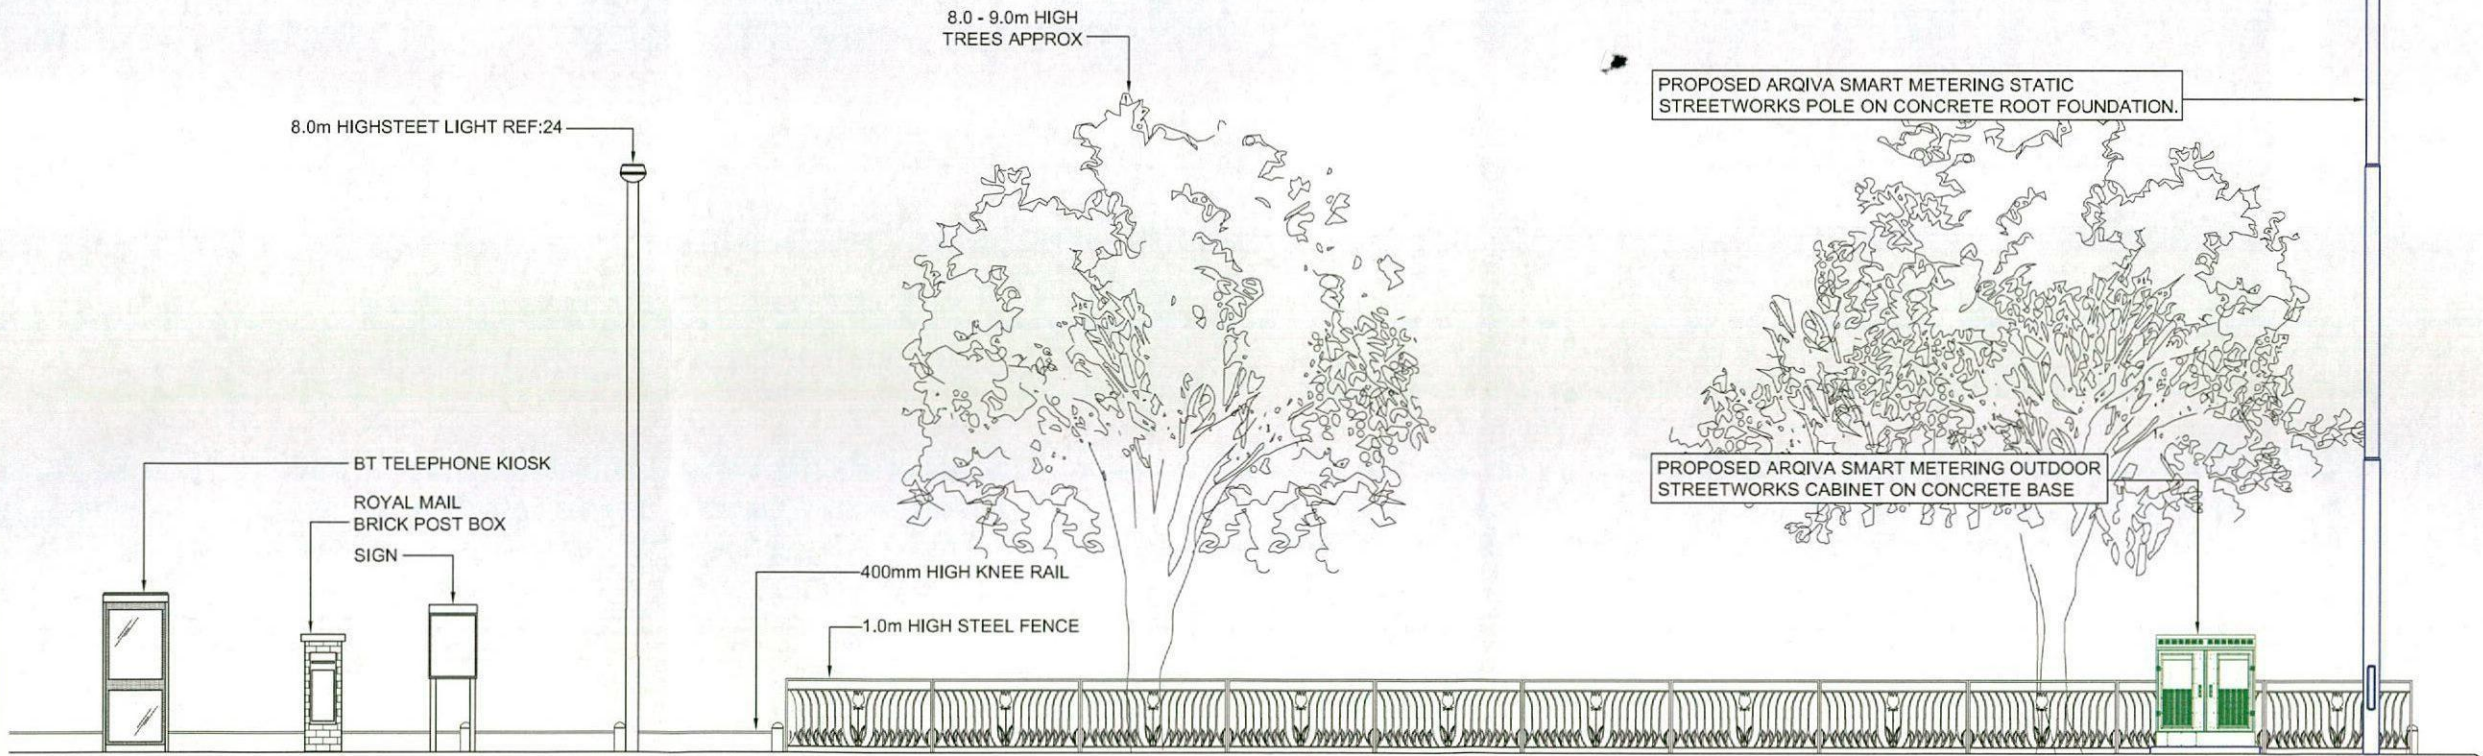 8.0 - 9.0m HIGH
TREES APPROX
PROPOSED ARQIVA SMART METERING STATIC
STREETWORKS POLE ON CONCRETE ROOT FOUNDATION.
8.0m HIGHSTEET LIGHT REF:24
BT TELEPHONE KIOSK
PROPOSED ARQIVA SMART METERING OUTDOOR
STREETWORKS CABINET ON CONCRETE BASE
ROYAL MAIL
BRICK POST BOX
SIGN
400mm HIGH KNEE RAIL
1.0m HIGH STEEL FENCE